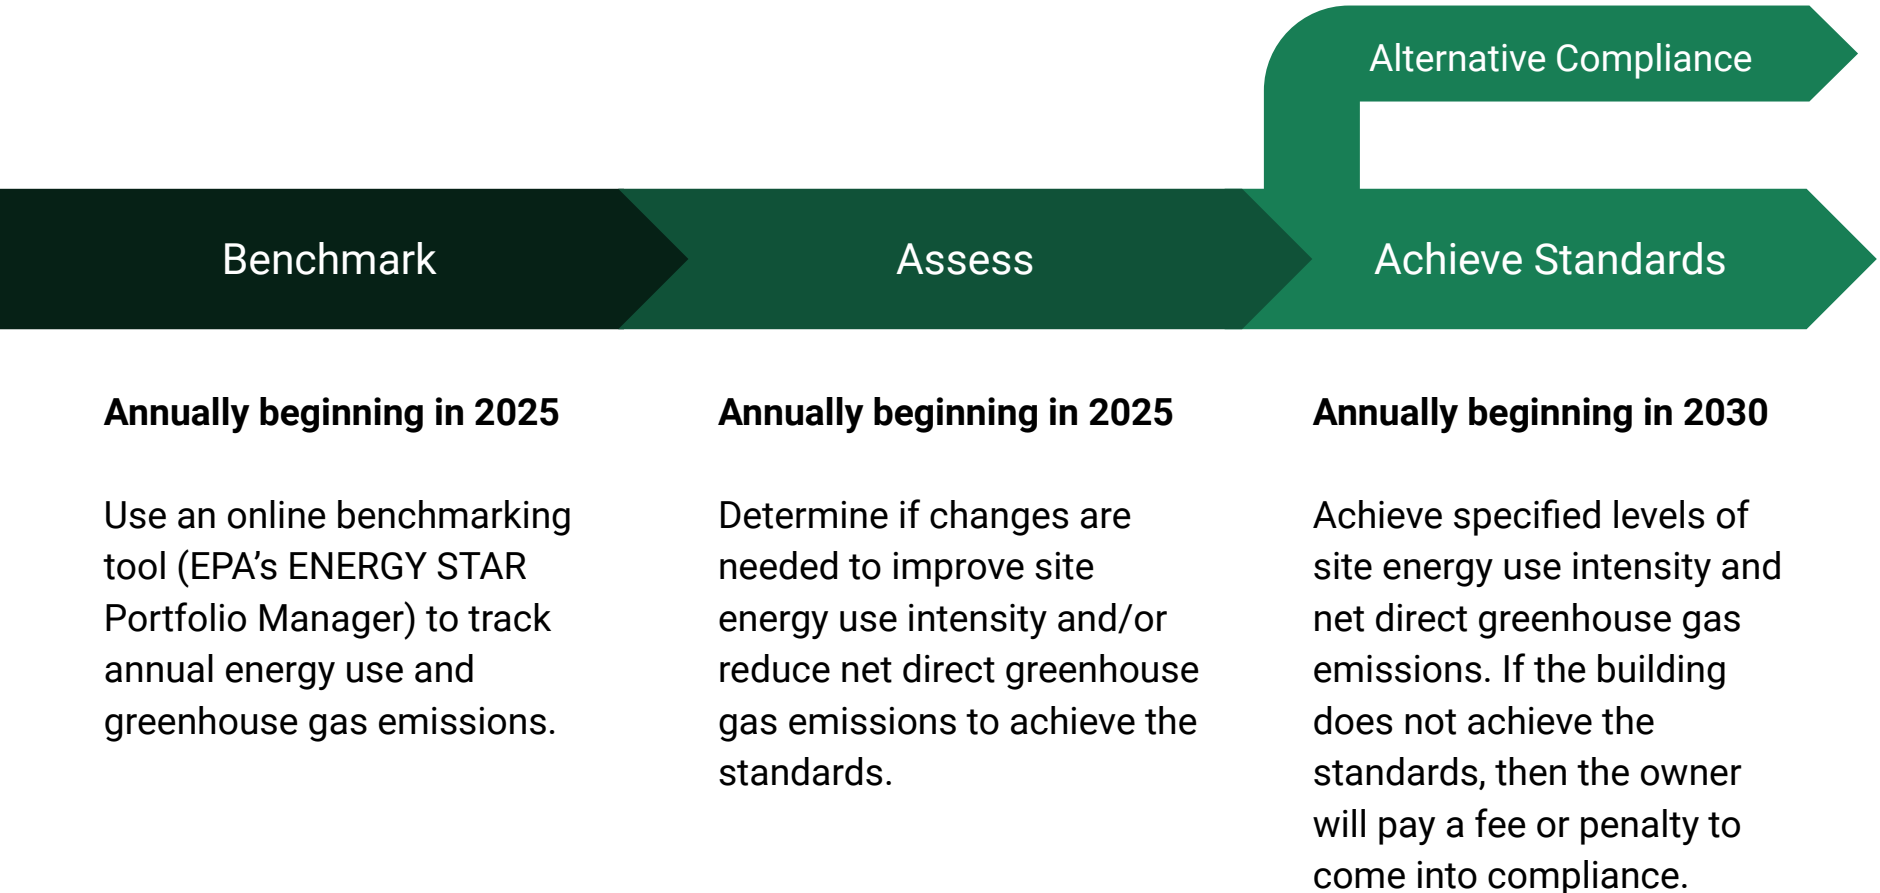 Alternative Compliance
Benchmark
Assess
Achieve Standards
Annually beginning in 2025
Use an online benchmarking
tool (EPA’s ENERGY STAR
Portfolio Manager) to track
annual energy use and
greenhouse gas emissions.
Annually beginning in 2025
Determine if changes are
needed to improve site
energy use intensity and/or
reduce net direct greenhouse
gas emissions to achieve the
standards.
Annually beginning in 2030
Achieve specified levels of
site energy use intensity and
net direct greenhouse gas
emissions. If the building
does not achieve the
standards, then the owner
will pay a fee or penalty to
come into compliance.